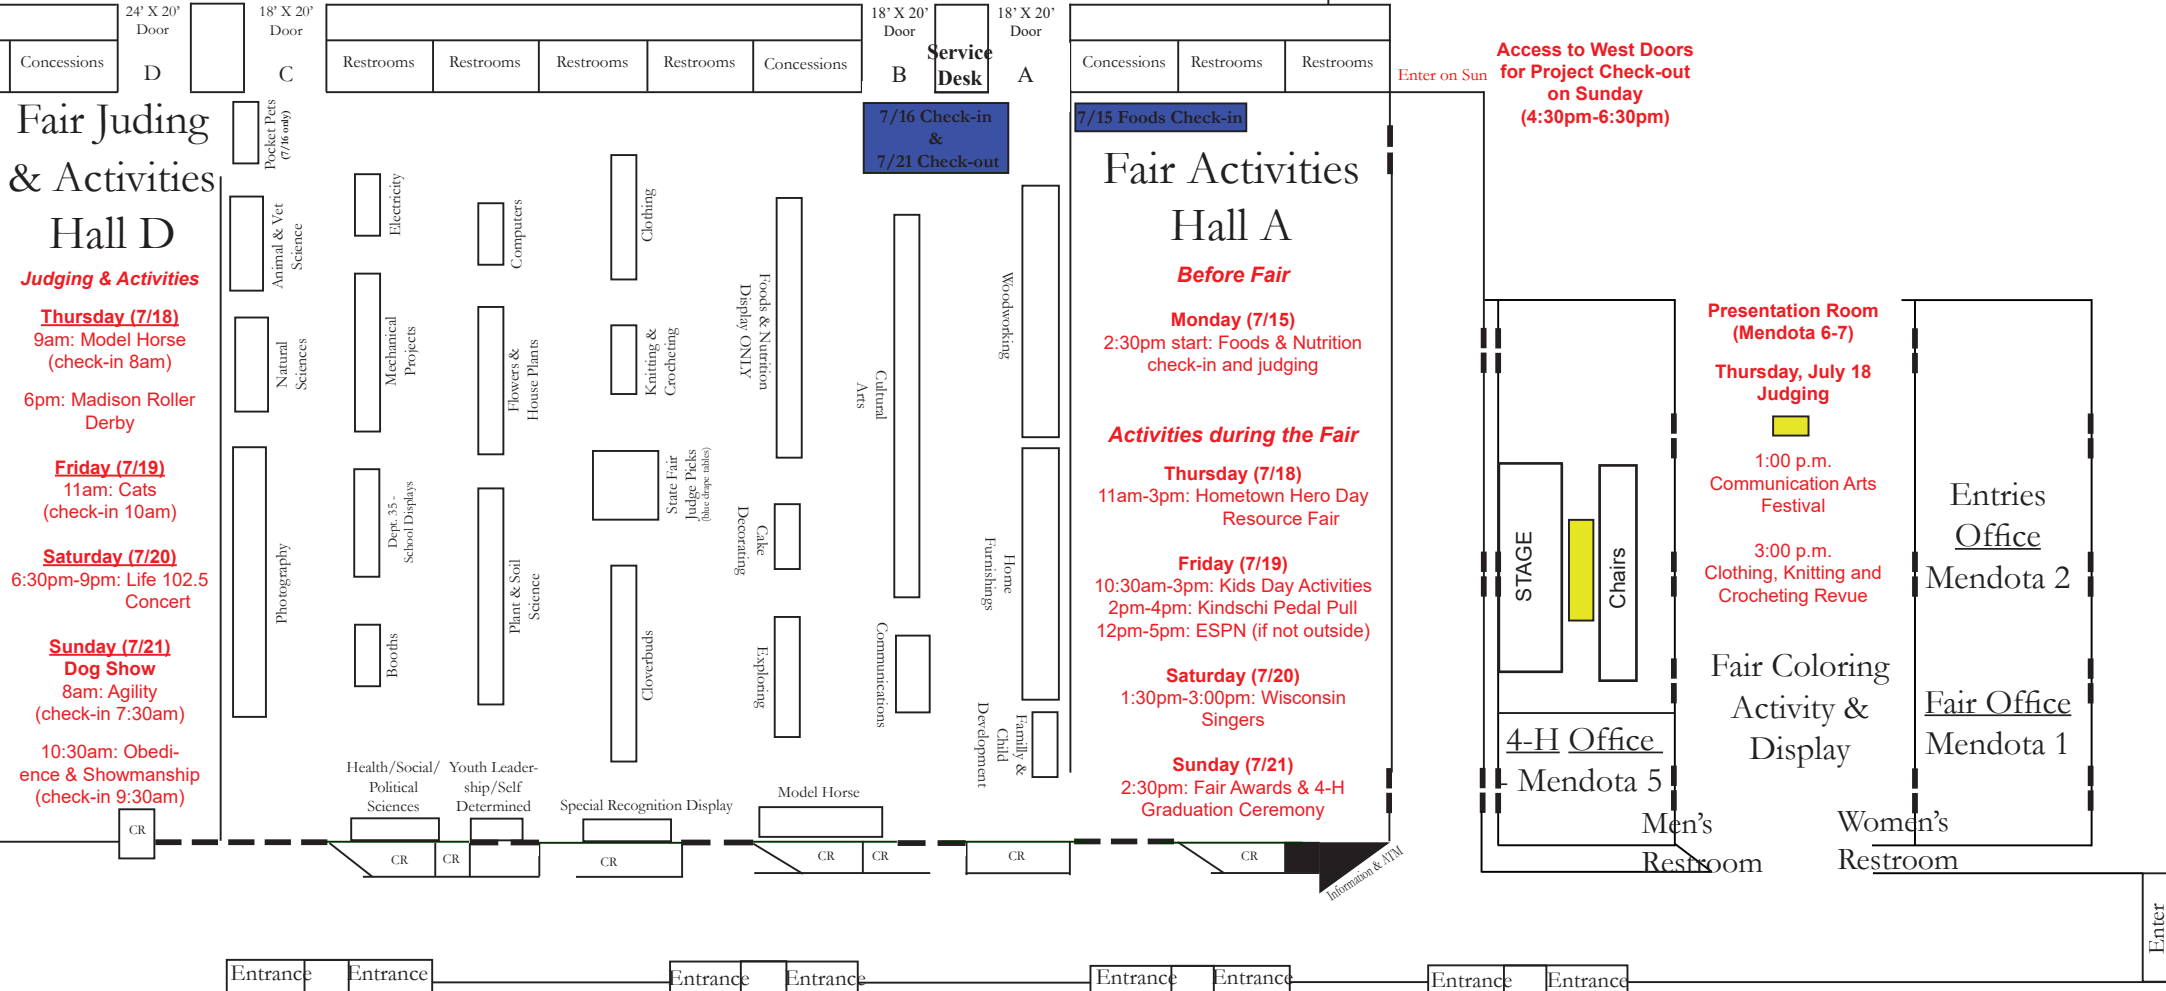 24' X 20'
Door
D
18' X 20'
Door
C
18' X 20'
Door
B
Service
Desk
18' X 20'
Door
A
Concessions
Restrooms
Restrooms
Restrooms
Restrooms
Concessions
Concessions
Restrooms
Restrooms
Enter on Sun
Access to West Doors
for Project Check-out
on Sunday
(4:30pm-6:30pm)
7/16 Check-in
&
7/21 Check-out
7/15 Foods Check-in
Fair Juding
& Activities
Hall D
Judging & Activities
Thursday (7/18)
9am: Model Horse
(check-in 8am)
6pm: Madison Roller
Derby
Friday (7/19)
11am: Cats
(check-in 10am)
Saturday (7/20)
6:30pm-9pm: Life 102.5
Concert
Sunday (7/21)
Dog Show
8am: Agility
(check-in 7:30am)
10:30am: Obedi-
ence & Showmanship
(check-in 9:30am)
CR
Pocket Pets
(7/16 only)
Animal & Vet
Science
Natural
Sciences
Photography
Electricity
Mechanical
Projects
Dept. 35 -
School Displays
Booths
Computers
Flowers &
House Plants
Plant & Soil
Science
Clothing
Knitting &
Crocheting
State Fair
Judge Picks
(blue drape tables)
Cloverbuds
Foods & Nutrition
Display ONLY
Cake
Decorating
Exploring
Cultural
Arts
Communications
Woodworking
Home
Furnishings
Familly &
Child
Development
Health/Social/
Political
Sciences
Youth Leader-
ship/Self
Determined
Special Recognition Display
Model Horse
CR
CR
CR
CR
CR
CR
CR
Information & ATM
Fair Activities
Hall A
Before Fair
Monday (7/15)
2:30pm start: Foods & Nutrition
check-in and judging
Activities during the Fair
Thursday (7/18)
11am-3pm: Hometown Hero Day
Resource Fair
Friday (7/19)
10:30am-3pm: Kids Day Activities
2pm-4pm: Kindschi Pedal Pull
12pm-5pm: ESPN (if not outside)
Saturday (7/20)
1:30pm-3:00pm: Wisconsin
Singers
Sunday (7/21)
2:30pm: Fair Awards & 4-H
Graduation Ceremony
STAGE
Chairs
4-H Office
- Mendota 5
Presentation Room
(Mendota 6-7)
Thursday, July 18
Judging
1:00 p.m.
Communication Arts
Festival
3:00 p.m.
Clothing, Knitting and
Crocheting Revue
Fair Coloring
Activity &
Display
Entries
Office
Mendota 2
Fair Office
Mendota 1
Men's
Restroom
Women's
Restroom
Enter
Entrance
Entrance
Entrance
Entrance
Entrance
Entrance
Entrance
Entrance